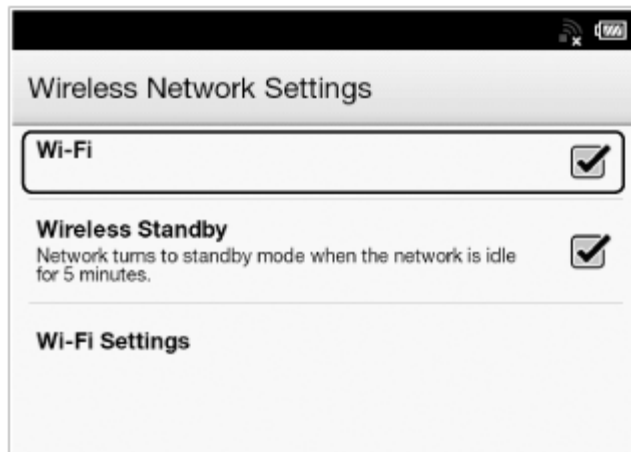 Wireless Network Settings
Wi-Fi
Wireless Standby
Network turns to standby mode when the network is idle
for 5 minutes.
Wi-Fi Settings